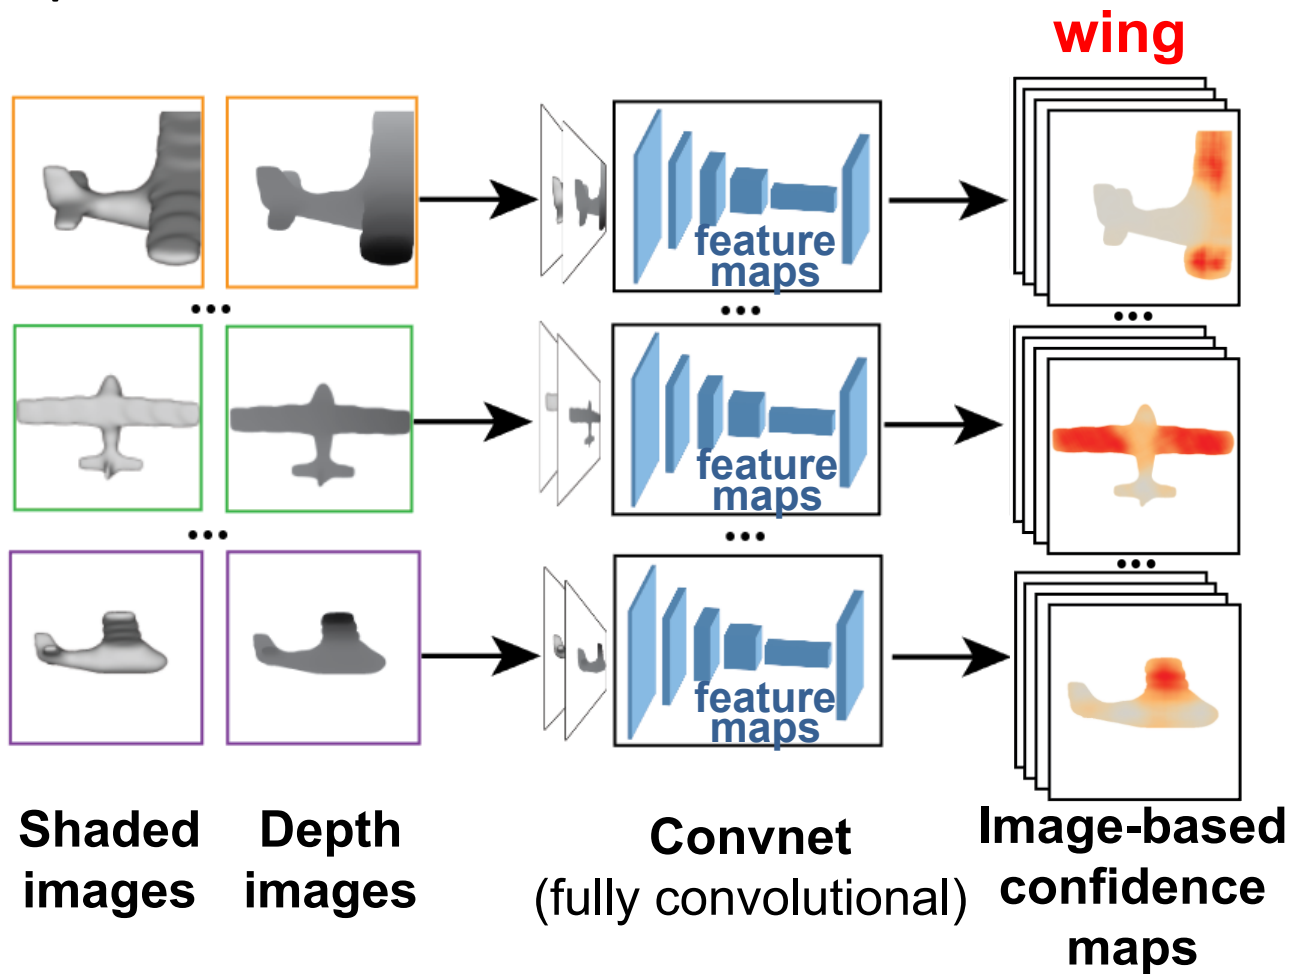 wing
feature
maps
feature
maps
feature
maps
Shaded
images
Depth
images
Convnet
(fully convolutional)
Image-based
confidence
maps